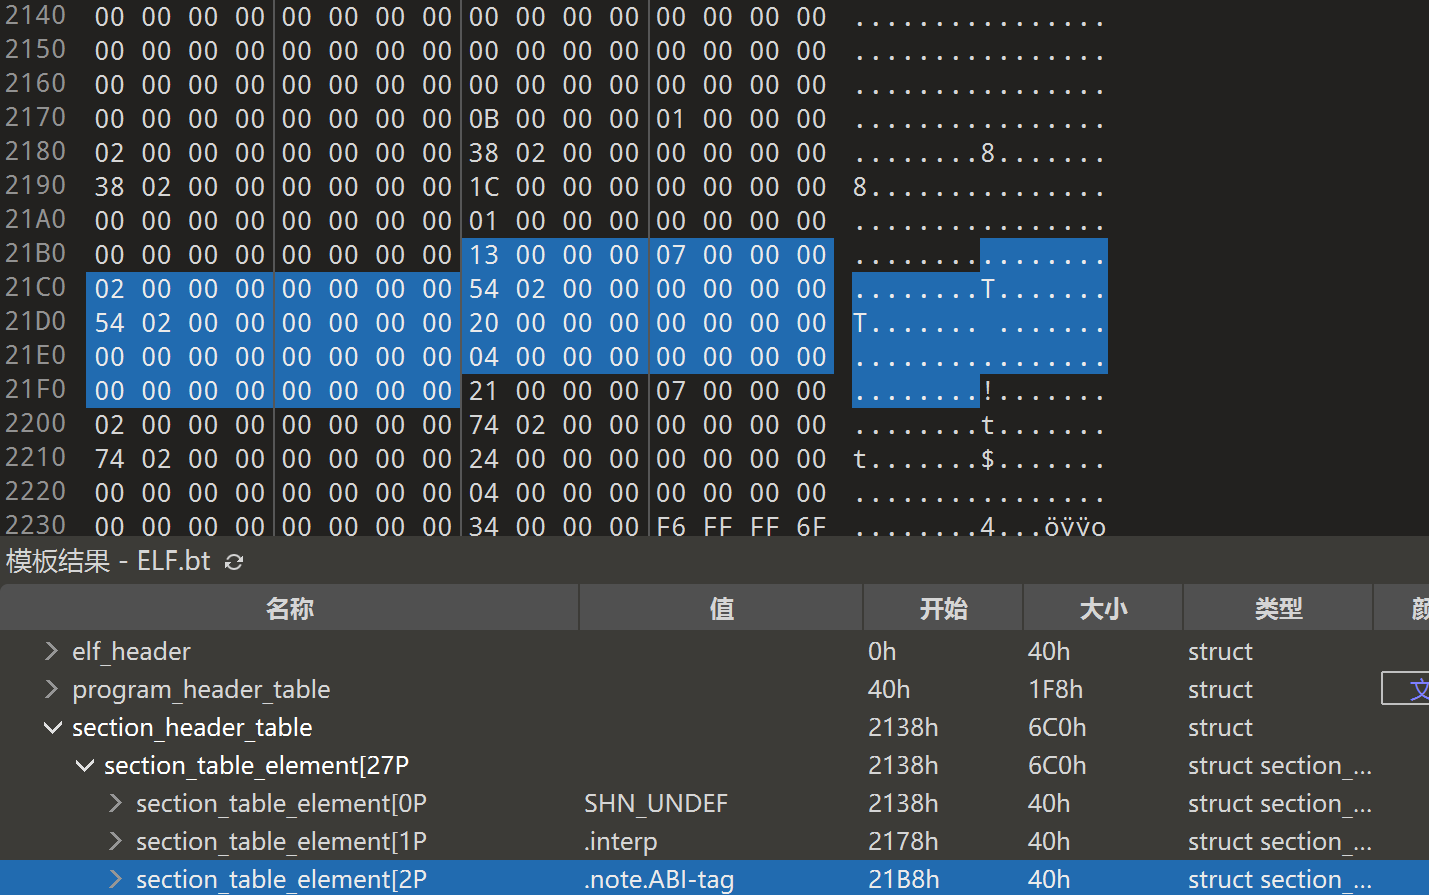 2140 00 00 00 00 00 00 00 00 00 00 00 00 00 00 00 00 ................
2150 00 00 00 00 00 00 00 00 00 00 00 00 00 00 00 00 ................
2160 00 00 00 00 00 00 00 00 00 00 00 00 00 00 00 00 ................
2170 00 00 00 00 00 00 00 00 0B 00 00 00 01 00 00 00 ................
2180 02 00 00 00 00 00 00 00 38 02 00 00 00 00 00 00 ........8.......
2190 38 02 00 00 00 00 00 00 1C 00 00 00 00 00 00 00 8...............
21A0 00 00 00 00 00 00 00 00 01 00 00 00 00 00 00 00 ................
21B0 00 00 00 00 00 00 00 00 13 00 00 00 07 00 00 00 ................
21C0 02 00 00 00 00 00 00 00 54 02 00 00 00 00 00 00 ........T.......
21D0 54 02 00 00 00 00 00 00 20 00 00 00 00 00 00 00 T....... .......
21E0 00 00 00 00 00 00 00 00 04 00 00 00 00 00 00 00 ................
21F0 00 00 00 00 00 00 00 00 21 00 00 00 07 00 00 00 ........!.......
2200 02 00 00 00 00 00 00 00 74 02 00 00 00 00 00 00 ........t.......
2210 74 02 00 00 00 00 00 00 24 00 00 00 00 00 00 00 t.......$.......
2220 00 00 00 00 00 00 00 00 04 00 00 00 00 00 00 00 ................
2230 00 00 00 00 00 00 00 00 34 00 00 00 F6 FF FF 6F ........4...öÿÿo
模板结果 - ELF.bt
名称 值 开始 大小 类型
elf_header 0h 40h struct
program_header_table 40h 1F8h struct 文
section_header_table 2138h 6C0h struct
section_table_element[27P 2138h 6C0h struct section_...
section_table_element[0P SHN_UNDEF 2138h 40h struct section_...
section_table_element[1P .interp 2178h 40h struct section_...
section_table_element[2P .note.ABI-tag 21B8h 40h struct section_...